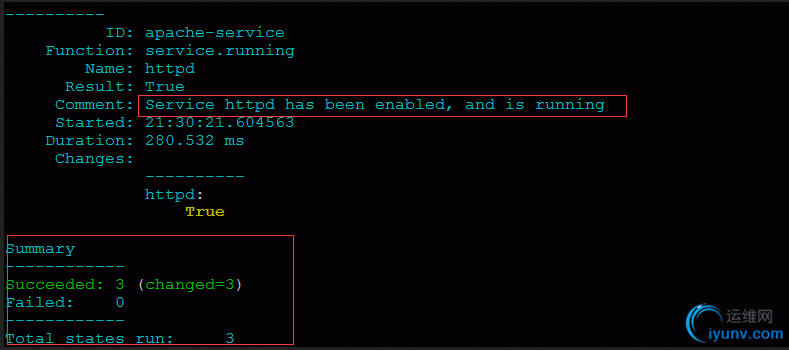 ----------
          ID: apache-service
    Function: service.running
        Name: httpd
      Result: True
     Comment: Service httpd has been enabled, and is running
     Started: 21:30:21.604563
    Duration: 280.532 ms
     Changes:
              ----------
              httpd:
                  True
Summary
------------
Succeeded: 3 (changed=3)
Failed:    0
------------
Total states run:     3
运维网
iyunv.com